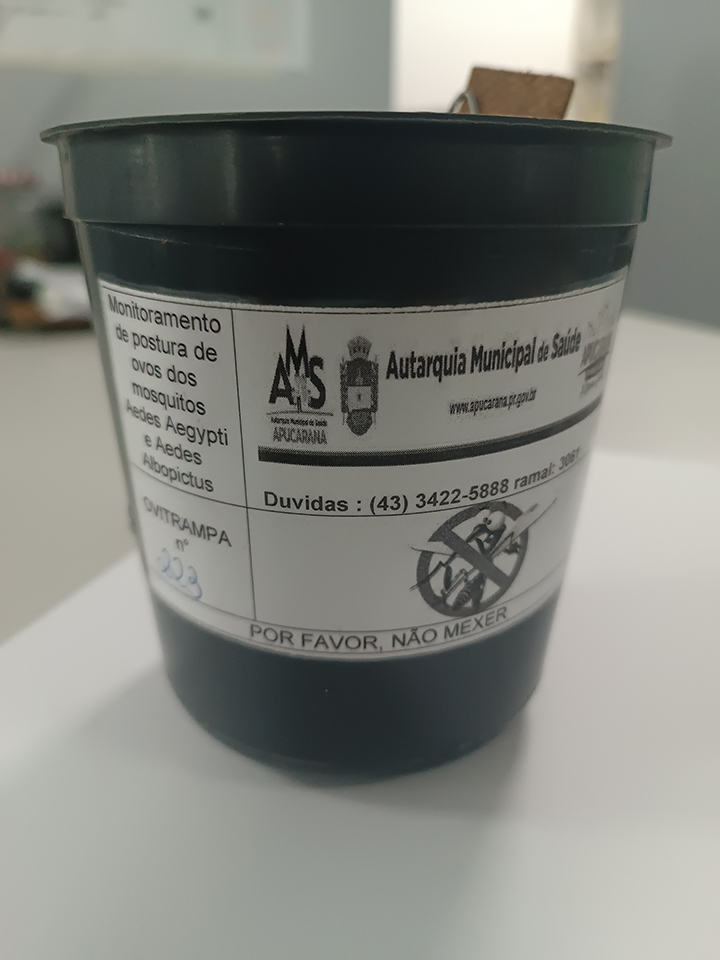 Monitoramento
de postura de
ovos dos
mosquitos
Aedes Aegypti
e Aedes
Albopictus
OVITRAMPA
nº
223
AMS
Autarquia Municipal de Saúde
APUCARANA
Autarquia Municipal de Saúde
www.apucarana.pr.gov.br
Duvidas : (43) 3422-5888 ramal: 3061
POR FAVOR, NÃO MEXER